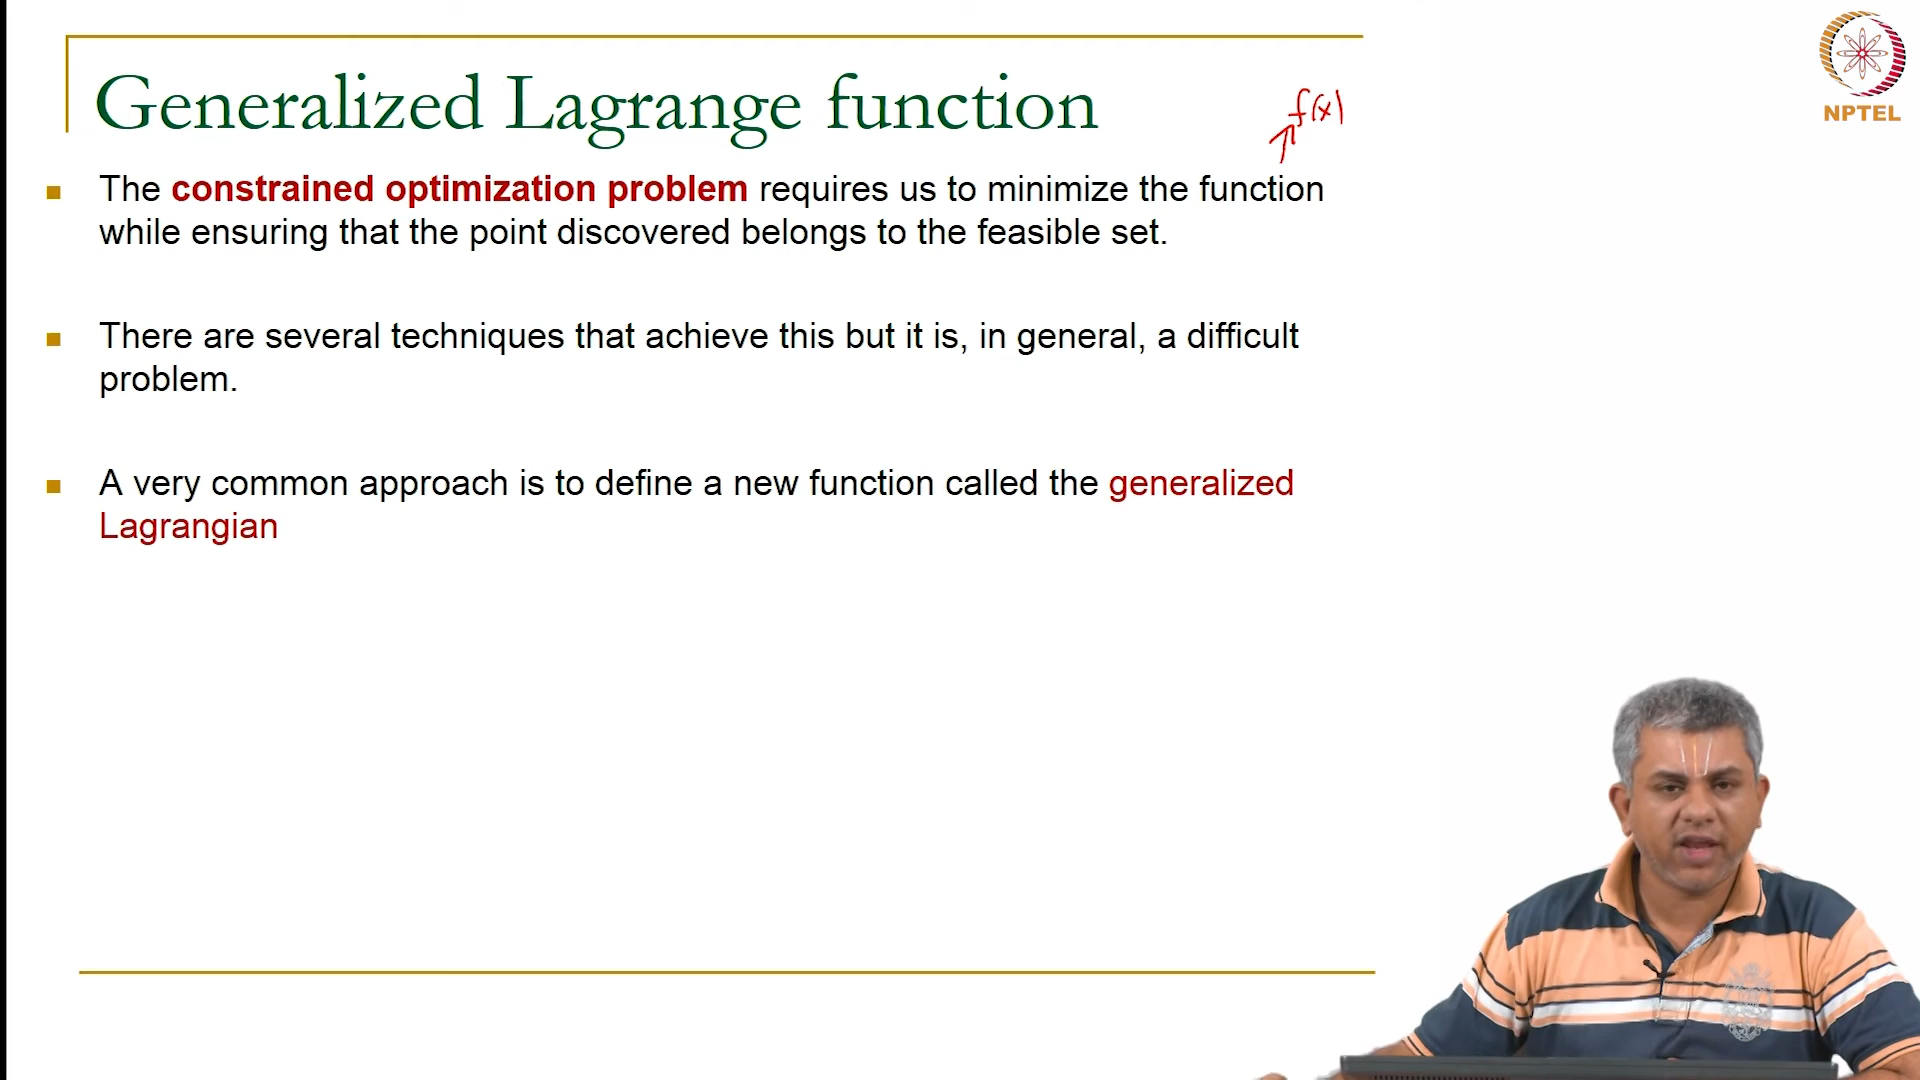 Generalized Lagrange function
f(x)
NPTEL
The constrained optimization problem requires us to minimize the function
while ensuring that the point discovered belongs to the feasible set.
There are several techniques that achieve this but it is, in general, a difficult
problem.
A very common approach is to define a new function called the generalized
Lagrangian